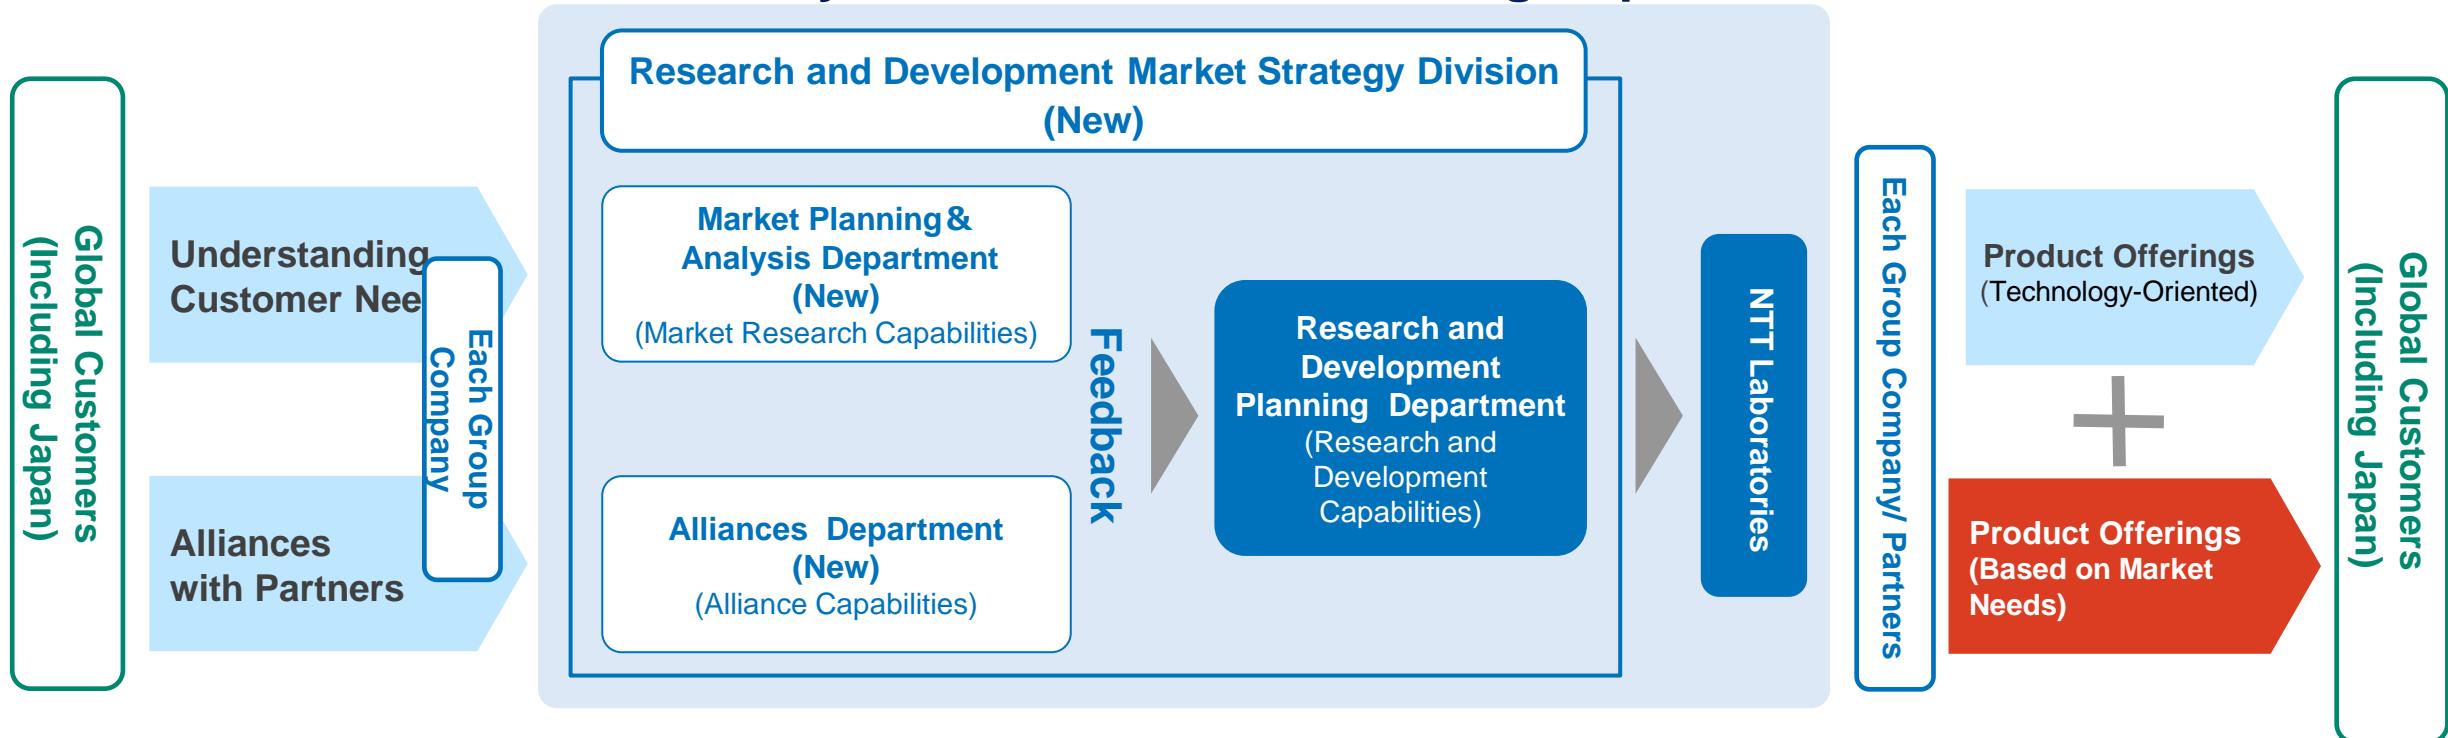 Research and Development Market Strategy Division
(New)
Global Customers
(Including Japan)
Understanding
Customer Nee
Each Group
Company
Alliances
with Partners
Market Planning&
Analysis Department
(New)
(Market Research Capabilities)
Alliances Department
(New)
(Alliance Capabilities)
Feedback
Research and
Development
Planning Department
(Research and
Development
Capabilities)
NTT Laboratories
Each Group Company/ Partners
Product Offerings
(Technology-Oriented)
Product Offerings
(Based on Market
Needs)
Global Customers
(Including Japan)